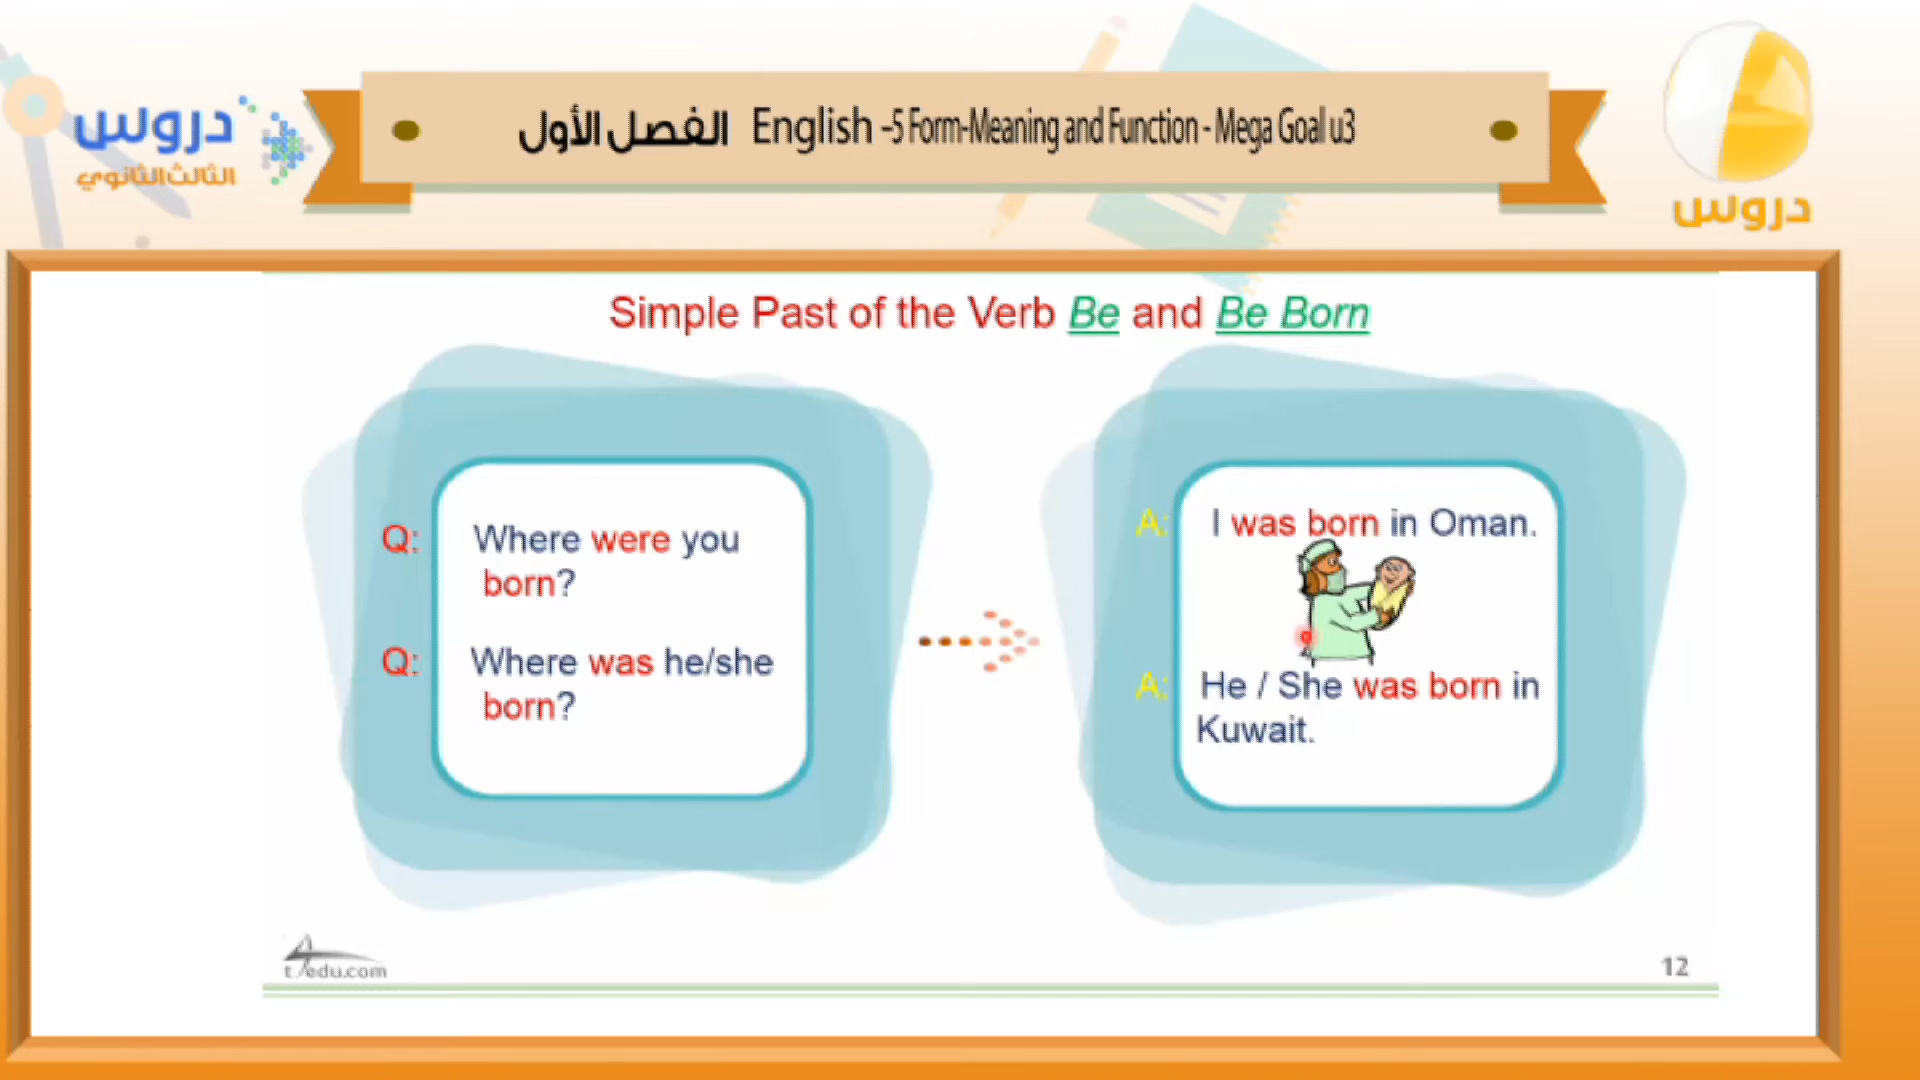 دروس
الثالث الثانوي
الفصل الأول English -5 Form-Meaning and Function - Mega Goal u3
دروس
Simple Past of the Verb Be and Be Born
Q: Where were you
born?
Q: Where was he/she
born?
A: I was born in Oman.
A: He / She was born in
Kuwait.
t4edu.com
12